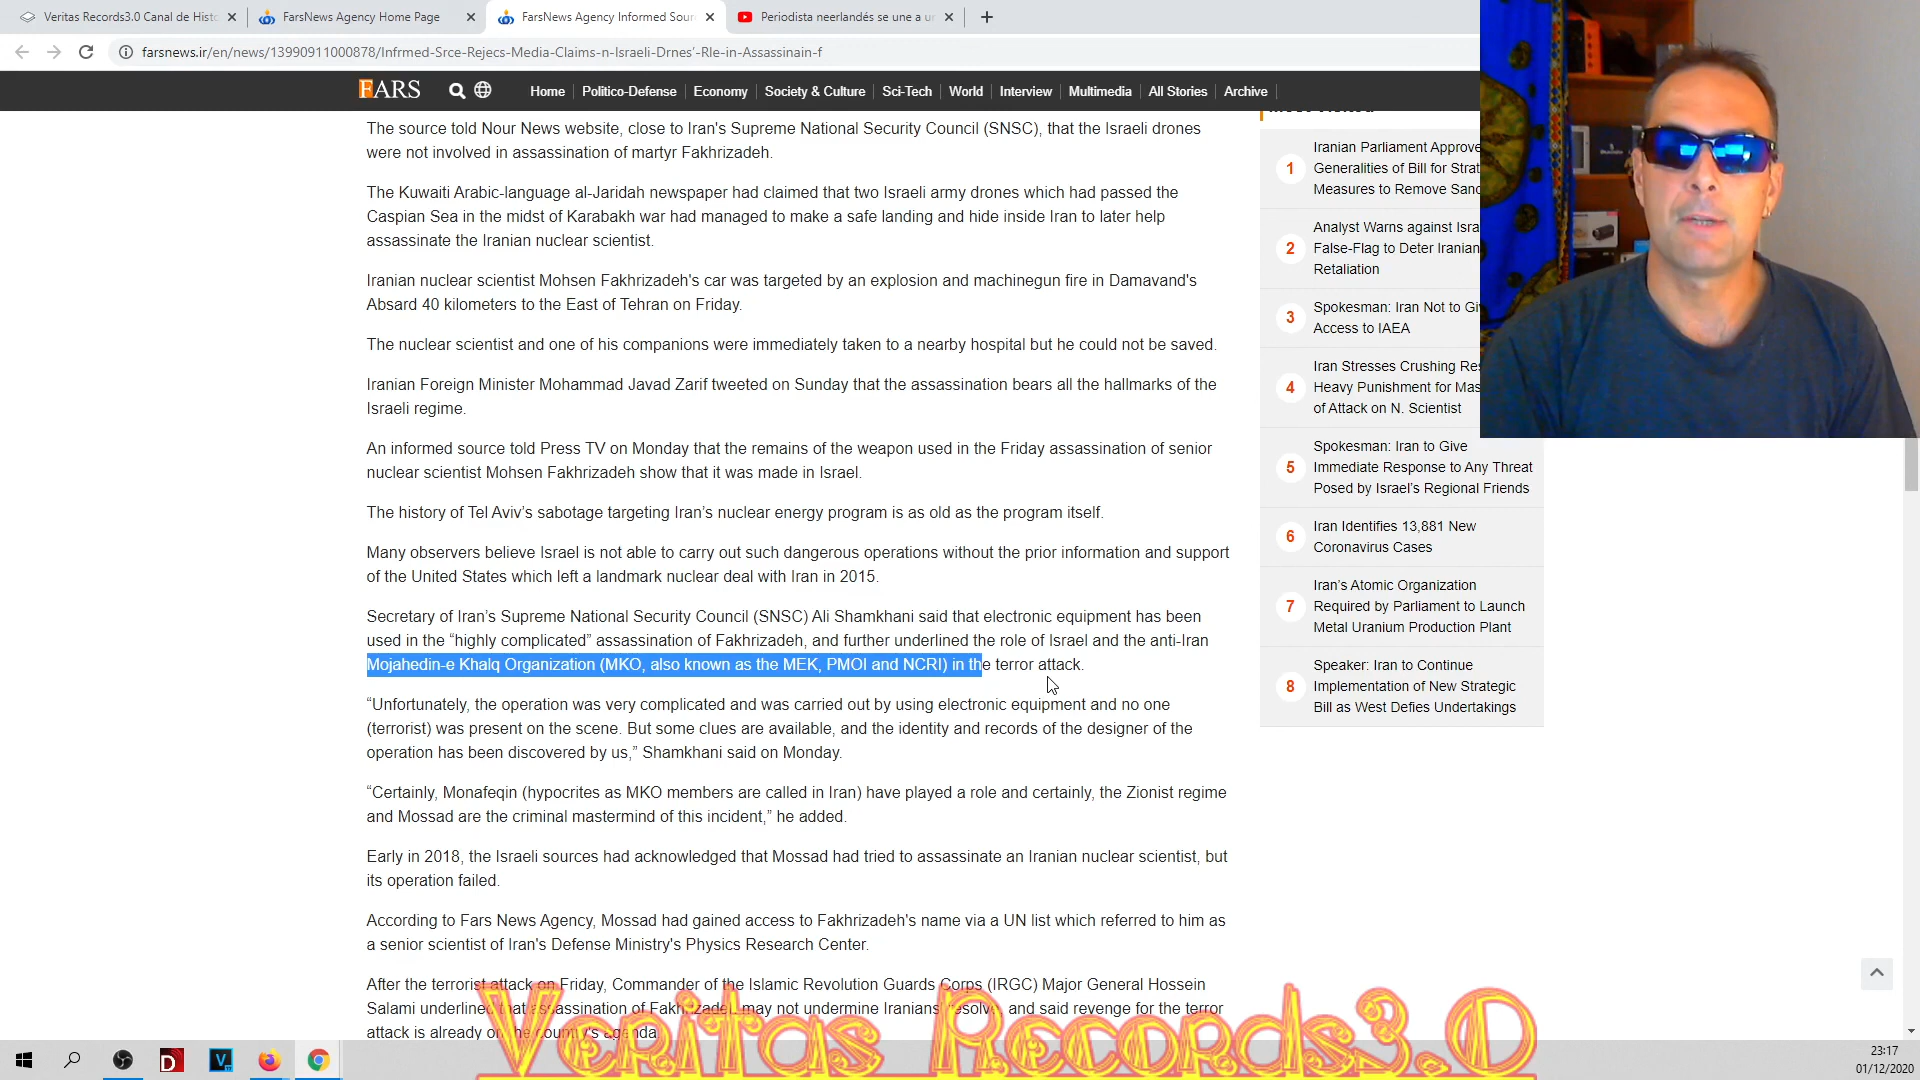 Veritas Records3.0 Canal de Histo
FarsNews Agency Home Page
FarsNews Agency Informed Sour
Periodista neerlandés se une a un
farsnews.ir/en/news/13990911000878/Infrmed-Srce-Rejecs-Media-Claims-n-Israeli-Drnes'-Rle-in-Assassinain-f
FARS
Home
Politico-Defense
Economy
Society & Culture
Sci-Tech
World
Interview
Multimedia
All Stories
Archive
The source told Nour News website, close to Iran's Supreme National Security Council (SNSC), that the Israeli drones
were not involved in assassination of martyr Fakhrizadeh.
The Kuwaiti Arabic-language al-Jaridah newspaper had claimed that two Israeli army drones which had passed the
Caspian Sea in the midst of Karabakh war had managed to make a safe landing and hide inside Iran to later help
assassinate the Iranian nuclear scientist.
Iranian nuclear scientist Mohsen Fakhrizadeh's car was targeted by an explosion and machinegun fire in Damavand's
Absard 40 kilometers to the East of Tehran on Friday.
The nuclear scientist and one of his companions were immediately taken to a nearby hospital but he could not be saved.
Iranian Foreign Minister Mohammad Javad Zarif tweeted on Sunday that the assassination bears all the hallmarks of the
Israeli regime.
An informed source told Press TV on Monday that the remains of the weapon used in the Friday assassination of senior
nuclear scientist Mohsen Fakhrizadeh show that it was made in Israel.
The history of Tel Aviv's sabotage targeting Iran's nuclear energy program is as old as the program itself.
Many observers believe Israel is not able to carry out such dangerous operations without the prior information and support
of the United States which left a landmark nuclear deal with Iran in 2015.
Secretary of Iran's Supreme National Security Council (SNSC) Ali Shamkhani said that electronic equipment has been
used in the “highly complicated” assassination of Fakhrizadeh, and further underlined the role of Israel and the anti-Iran
Mojahedin-e Khalq Organization (MKO, also known as the MEK, PMOI and NCRI) in the terror attack.
“Unfortunately, the operation was very complicated and was carried out by using electronic equipment and no one
(terrorist) was present on the scene. But some clues are available, and the identity and records of the designer of the
operation has been discovered by us,” Shamkhani said on Monday.
“Certainly, Monafeqin (hypocrites as MKO members are called in Iran) have played a role and certainly, the Zionist regime
and Mossad are the criminal mastermind of this incident,” he added.
Early in 2018, the Israeli sources had acknowledged that Mossad had tried to assassinate an Iranian nuclear scientist, but
its operation failed.
According to Fars News Agency, Mossad had gained access to Fakhrizadeh's name via a UN list which referred to him as
a senior scientist of Iran's Defense Ministry's Physics Research Center.
After the terrorist attack on Friday, Commander of the Islamic Revolution Guards Corps (IRGC) Major General Hossein
Salami underlined that assassination of Fakhrizadeh may not undermine Iranians' resolve, and said revenge for the terror
attack is already on the country's agenda
1
Iranian Parliament Approve
Generalities of Bill for Strat
Measures to Remove Sanc
2
Analyst Warns against Isra
False-Flag to Deter Iranian
Retaliation
3
Spokesman: Iran Not to Gi
Access to IAEA
4
Iran Stresses Crushing Res
Heavy Punishment for Mas
of Attack on N. Scientist
5
Spokesman: Iran to Give
Immediate Response to Any Threat
Posed by Israel's Regional Friends
6
Iran Identifies 13,881 New
Coronavirus Cases
7
Iran's Atomic Organization
Required by Parliament to Launch
Metal Uranium Production Plant
8
Speaker: Iran to Continue
Implementation of New Strategic
Bill as West Defies Undertakings
Veritas Records3.0
23:17
01/12/2020